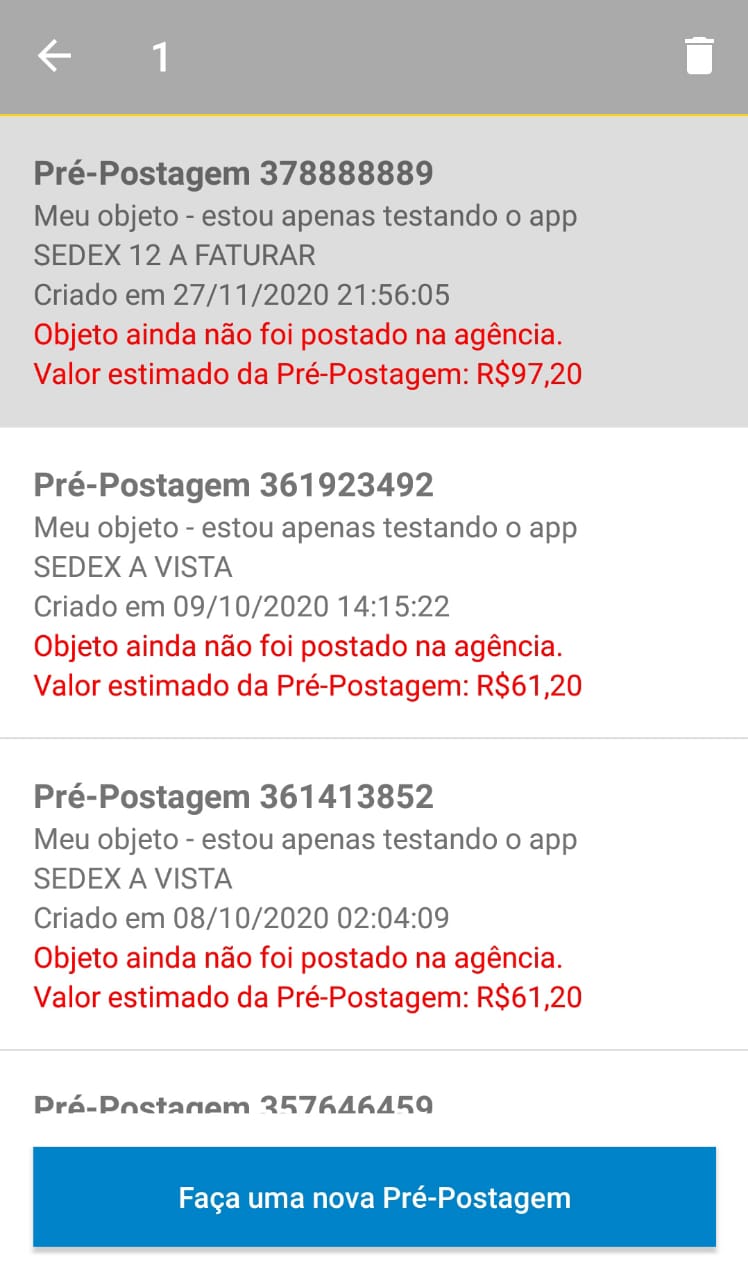 1
Pré-Postagem 378888889
Meu objeto - estou apenas testando o app
SEDEX 12 A FATURAR
Criado em 27/11/2020 21:56:05
Objeto ainda não foi postado na agência.
Valor estimado da Pré-Postagem: R$97,20
Pré-Postagem 361923492
Meu objeto - estou apenas testando o app
SEDEX A VISTA
Criado em 09/10/2020 14:15:22
Objeto ainda não foi postado na agência.
Valor estimado da Pré-Postagem: R$61,20
Pré-Postagem 361413852
Meu objeto - estou apenas testando o app
SEDEX A VISTA
Criado em 08/10/2020 02:04:09
Objeto ainda não foi postado na agência.
Valor estimado da Pré-Postagem: R$61,20
Pré-Postagem 357646459
Faça uma nova Pré-Postagem